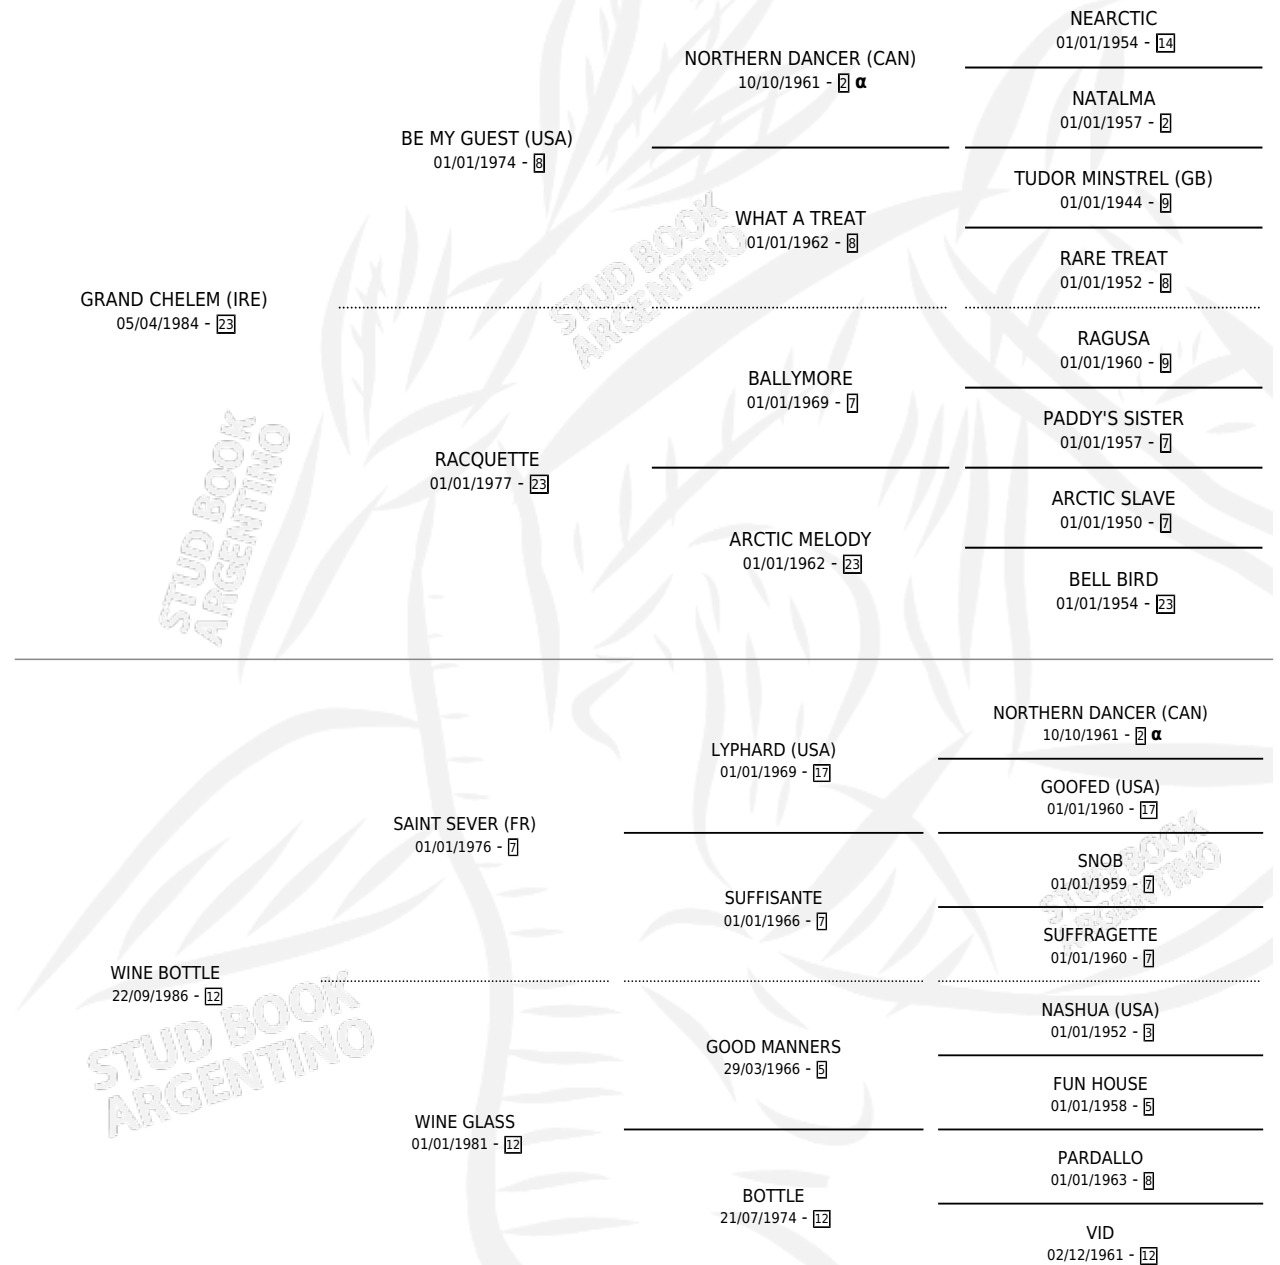 NEARCTIC
01/01/1954 - 14
NORTHERN DANCER (CAN)
10/10/1961 - 2 α
NATALMA
01/01/1957 - 2
BE MY GUEST (USA)
01/01/1974 - 8
TUDOR MINSTREL (GB)
01/01/1944 - 9
WHAT A TREAT
01/01/1962 - 8
RARE TREAT
01/01/1952 - 8
GRAND CHELEM (IRE)
05/04/1984 - 23
RAGUSA
01/01/1960 - 9
BALLYMORE
01/01/1969 - 7
PADDY'S SISTER
01/01/1957 - 7
RACQUETTE
01/01/1977 - 23
ARCTIC SLAVE
01/01/1950 - 7
ARCTIC MELODY
01/01/1962 - 23
BELL BIRD
01/01/1954 - 23
NORTHERN DANCER (CAN)
10/10/1961 - 2 α
LYPHARD (USA)
01/01/1969 - 17
GOOFED (USA)
01/01/1960 - 17
SAINT SEVER (FR)
01/01/1976 - 7
SNOB
01/01/1959 - 7
SUFFISANTE
01/01/1966 - 7
SUFFRAGETTE
01/01/1960 - 7
WINE BOTTLE
22/09/1986 - 12
NASHUA (USA)
01/01/1952 - 3
GOOD MANNERS
29/03/1966 - 5
FUN HOUSE
01/01/1958 - 5
WINE GLASS
01/01/1981 - 12
PARDALLO
01/01/1963 - 8
BOTTLE
21/07/1974 - 12
VID
02/12/1961 - 12
STUD BOOK
ARGENTINO
STUD BOOK
ARGENTINO
STUD BOOK
ARGENTINO
STUD BOOK
ARGENTINO